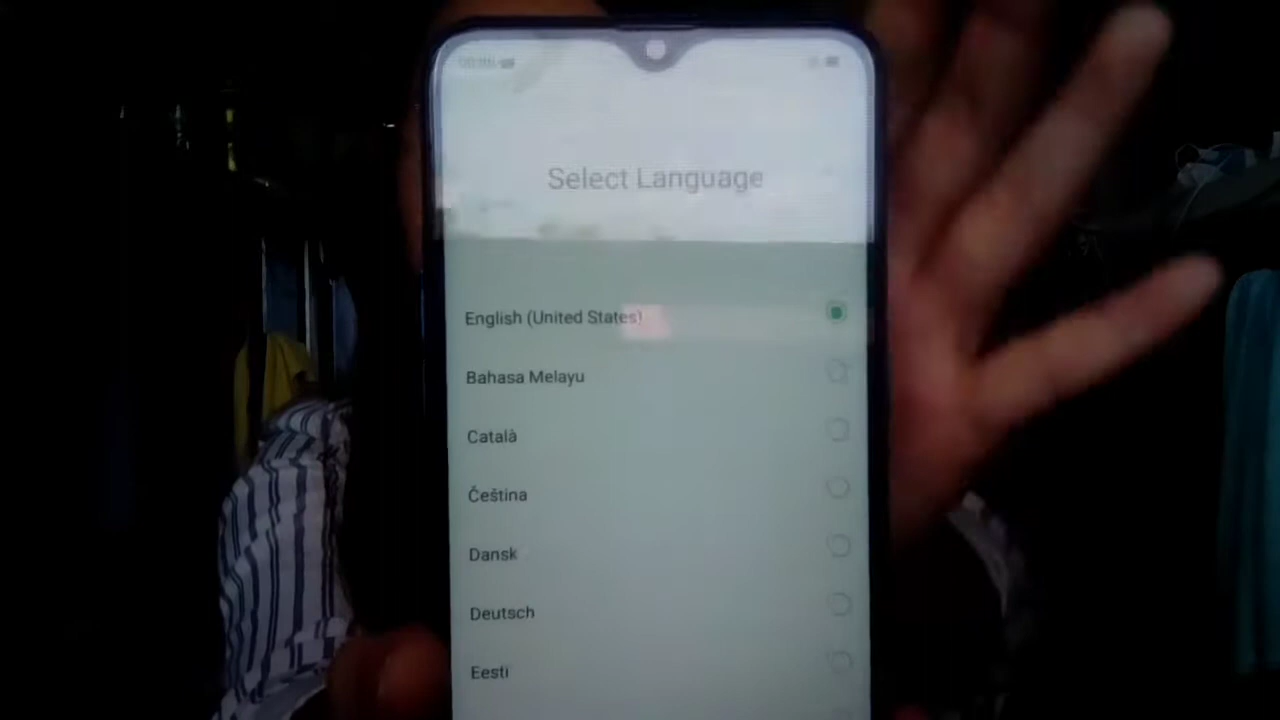 Select Language
English (United States)
Bahasa Melayu
Català
Čeština
Dansk
Deutsch
Eesti